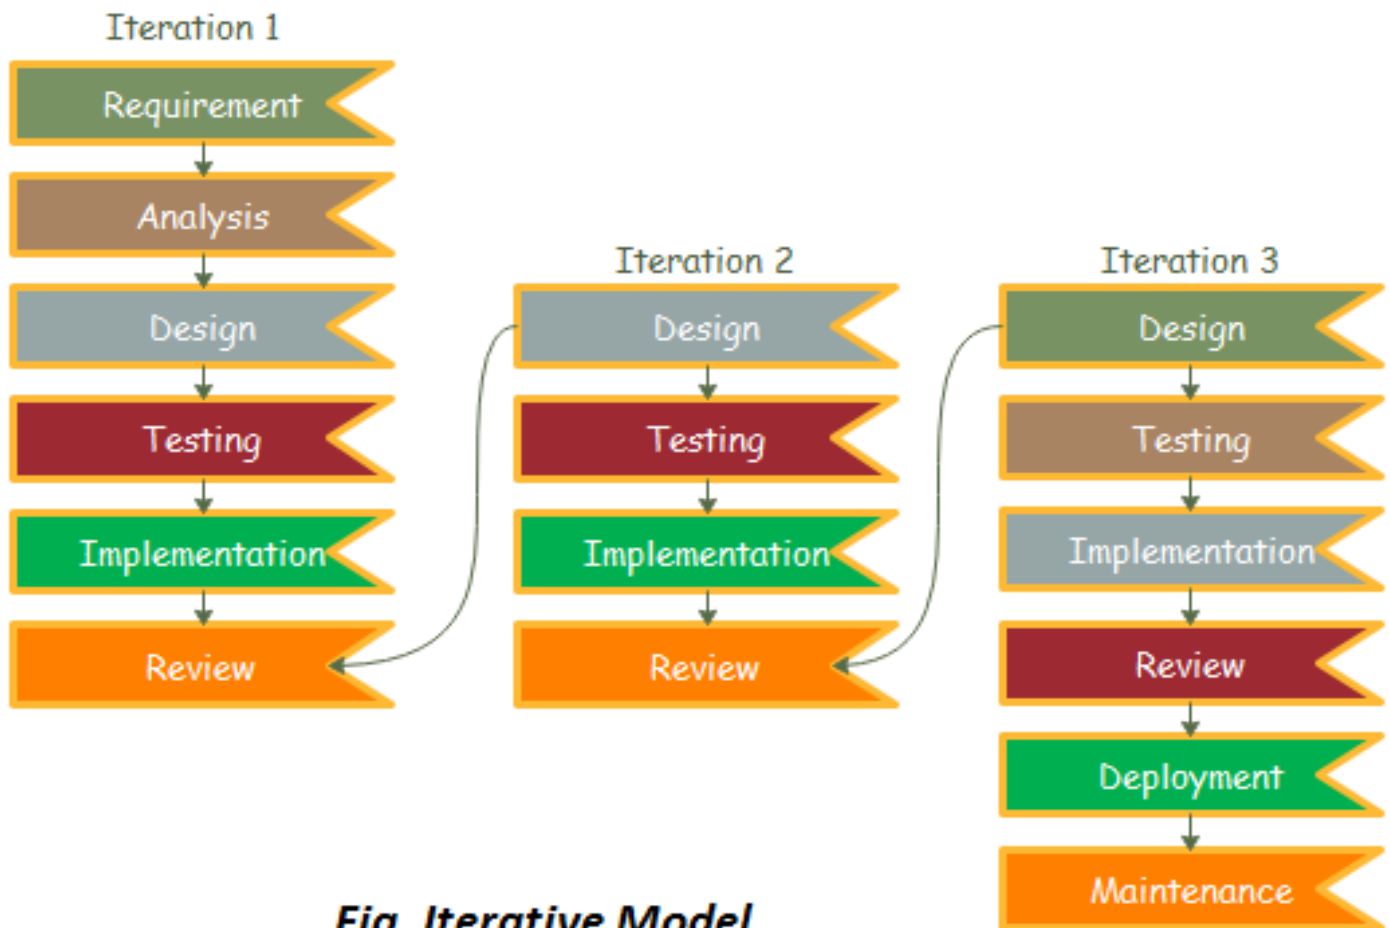 Iteration 1
Requirement
Analysis
Design
Testing
Implementation
Review
Iteration 2
Design
Testing
Implementation
Review
Iteration 3
Design
Testing
Implementation
Review
Deployment
Maintenance
Fig. Iterative Model